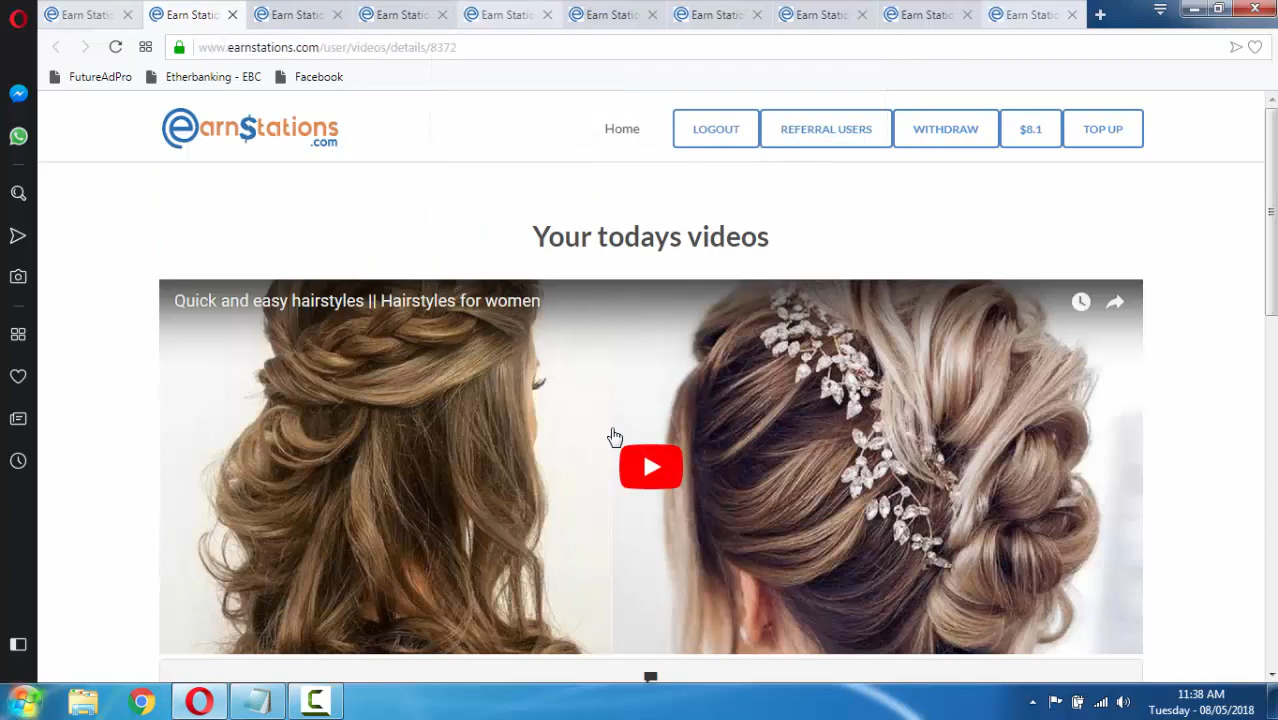 Earn Static
Earn Static
Earn Static
Earn Static
Earn Static
Earn Static
Earn Static
Earn Static
Earn Static
Earn Static
www.earnstations.com/user/videos/details/8372
FutureAdPro
Etherbanking - EBC
Facebook
earn$tations
.com
Home
LOGOUT
REFERRAL USERS
WITHDRAW
$8.1
TOP UP
Your todays videos
Quick and easy hairstyles || Hairstyles for women
11:38 AM
Tuesday - 08/05/2018